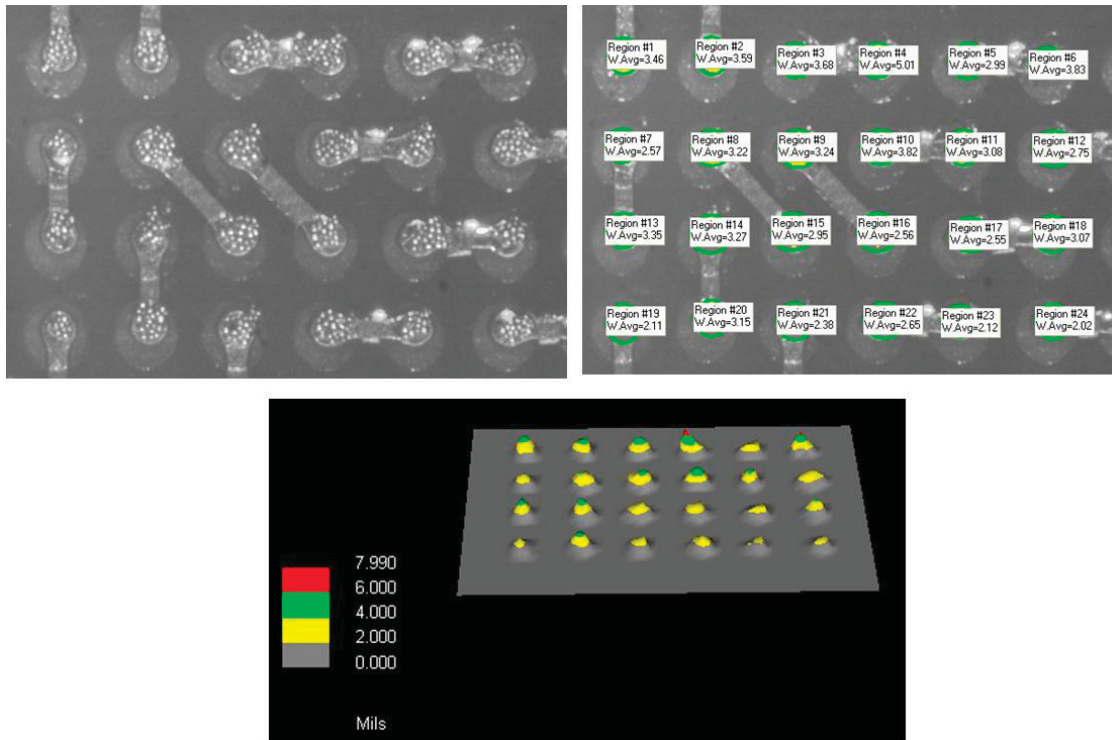 Region #1
W.Avg=3.46
Region #2
W.Avg=3.59
Region #3
W.Avg=3.68
Region #4
W.Avg=5.01
Region #5
W.Avg=2.99
Region #6
W.Avg=3.83
Region #7
W.Avg=2.57
Region #8
W.Avg=3.22
Region #9
W.Avg=3.24
Region #10
W.Avg=3.82
Region #11
W.Avg=3.08
Region #12
W.Avg=2.75
Region #13
W.Avg=3.35
Region #14
W.Avg=3.27
Region #15
W.Avg=2.95
Region #16
W.Avg=2.56
Region #17
W.Avg=2.55
Region #18
W.Avg=3.07
Region #19
W.Avg=2.11
Region #20
W.Avg=3.15
Region #21
W.Avg=2.38
Region #22
W.Avg=2.65
Region #23
W.Avg=2.12
Region #24
W.Avg=2.02
7.990
6.000
4.000
2.000
0.000
Mils